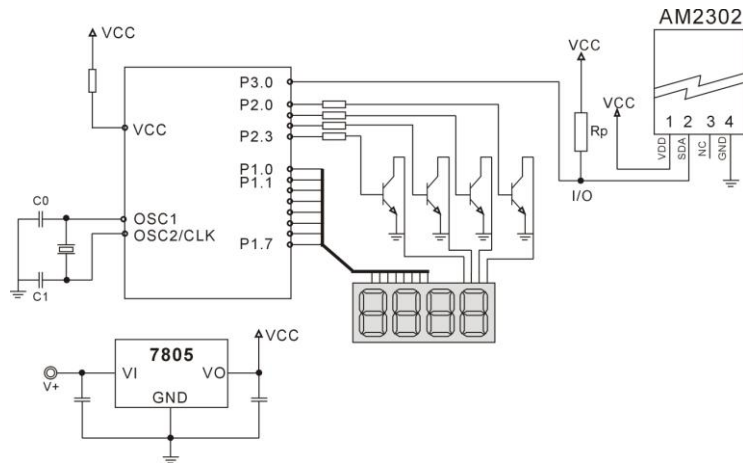 AM2302
VCC
VCC
VCC
P3.0
P2.0
P2.3
VCC
Rp
1 2 3 4
VDD
SDA
NC
GND
I/O
P1.0
P1.1
C0
OSC1
OSC2/CLK
P1.7
C1
VCC
7805
VI
VO
V+
GND